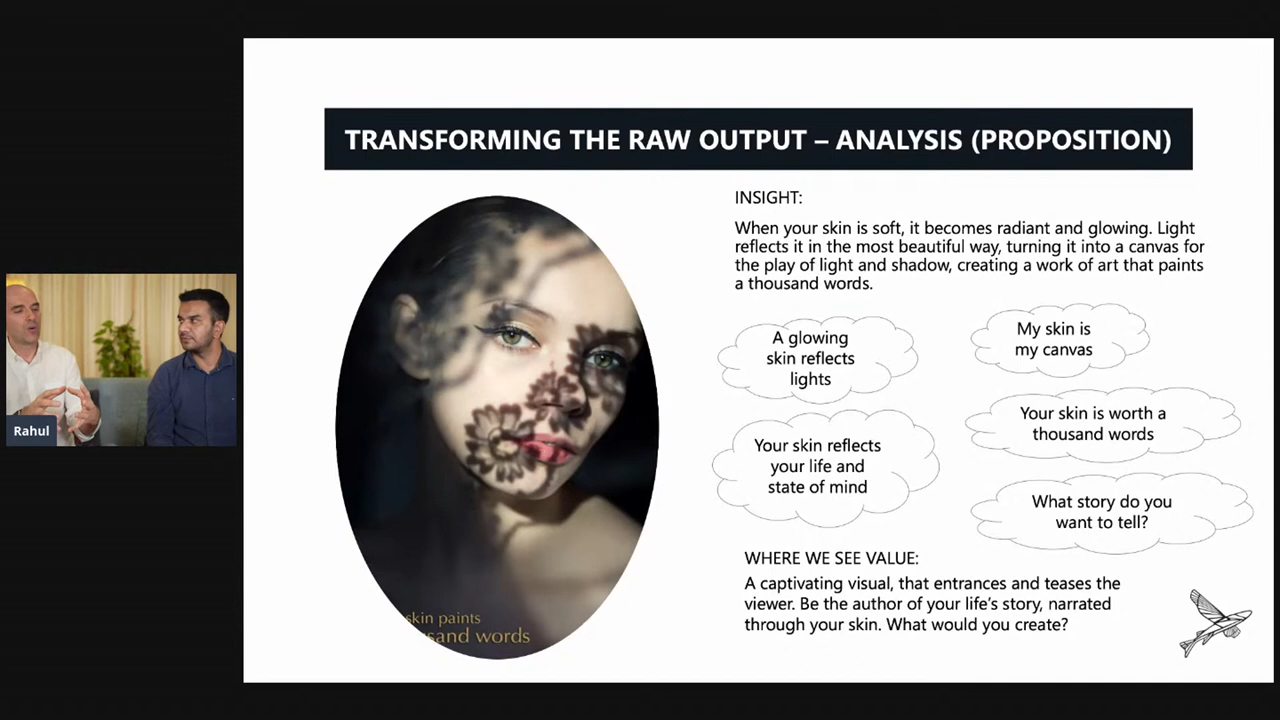 TRANSFORMING THE RAW OUTPUT – ANALYSIS (PROPOSITION)
INSIGHT:
When your skin is soft, it becomes radiant and glowing. Light
reflects it in the most beautiful way, turning it into a canvas for
the play of light and shadow, creating a work of art that paints
a thousand words.
A glowing
skin reflects
lights
My skin is
my canvas
Your skin reflects
your life and
state of mind
Your skin is worth a
thousand words
What story do you
want to tell?
WHERE WE SEE VALUE:
A captivating visual, that entrances and teases the
viewer. Be the author of your life's story, narrated
through your skin. What would you create?
skin paints
sand words
Rahul